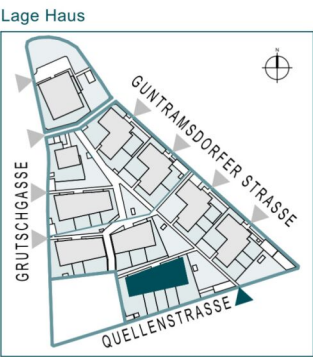 Lage Haus
N
GUNTRAMSDORFER STRASSE
GRUTSCHGASSE
QUELLENSTRASSE